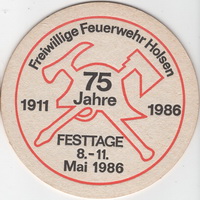 Freiwillige Feuerwehr Holsen
75
Jahre
1911
1986
FESTTAGE
8.-11.
Mai 1986